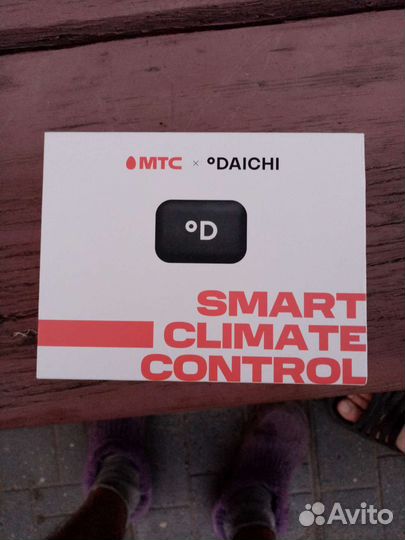 МТС × °DAICHI
°D
SMART
CLIMATE
CONTROL
Avito